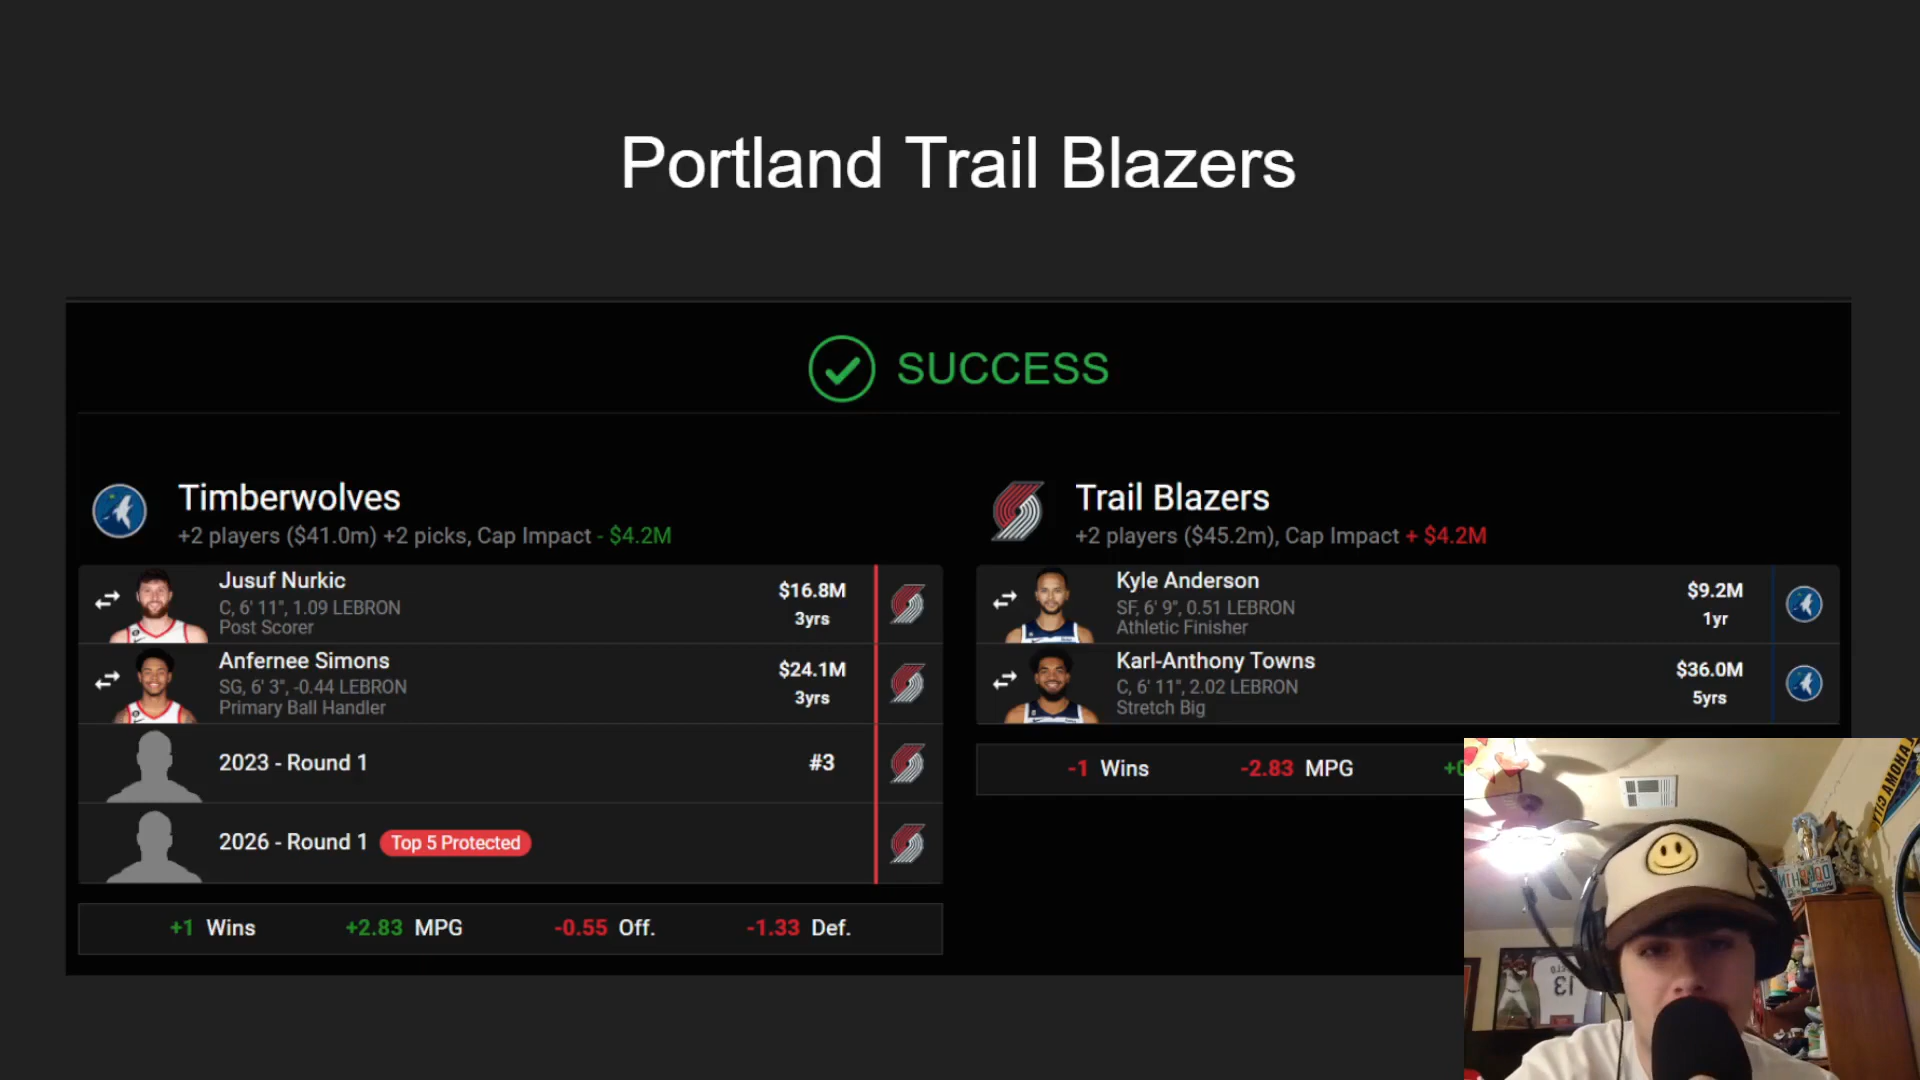 Portland Trail Blazers
SUCCESS
Timberwolves
+2 players ($41.0m) +2 picks, Cap Impact - $4.2M
Jusuf Nurkic
C, 6' 11", 1.09 LEBRON
Post Scorer
$16.8M
3yrs
Anfernee Simons
SG, 6' 3", -0.44 LEBRON
Primary Ball Handler
$24.1M
3yrs
2023 - Round 1
#3
2026 - Round 1 Top 5 Protected
+1 Wins +2.83 MPG -0.55 Off. -1.33 Def.
Trail Blazers
+2 players ($45.2m), Cap Impact + $4.2M
Kyle Anderson
SF, 6' 9", 0.51 LEBRON
Athletic Finisher
$9.2M
1yr
Karl-Anthony Towns
C, 6' 11", 2.02 LEBRON
Stretch Big
$36.0M
5yrs
-1 Wins -2.83 MPG
13